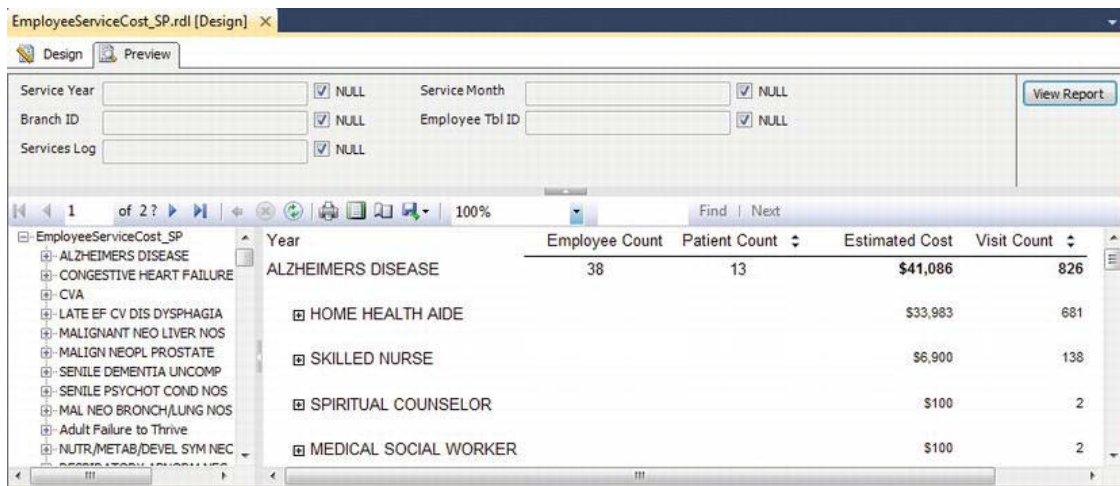 EmployeeServiceCost_SP.rdl [Design]
Design Preview
Service Year NULL Service Month NULL View Report
Branch ID NULL Employee Tbl ID NULL
Services Log NULL
1 of 2? 100% Find | Next
EmployeeServiceCost_SP
ALZHEIMERS DISEASE
CONGESTIVE HEART FAILURE
CVA
LATE EF CV DIS DYSPHAGIA
MALIGNANT NEO LIVER NOS
MALIGN NEOPL PROSTATE
SENILE DEMENTIA UNCOMP
SENILE PSYCHOT COND NOS
MAL NEO BRONCH/LUNG NOS
Adult Failure to Thrive
NUTR/METAB/DEVEL SYM NEC
Year Employee Count Patient Count Estimated Cost Visit Count
ALZHEIMERS DISEASE 38 13 $41,086 826
HOME HEALTH AIDE $33,983 681
SKILLED NURSE $6,900 138
SPIRITUAL COUNSELOR $100 2
MEDICAL SOCIAL WORKER $100 2